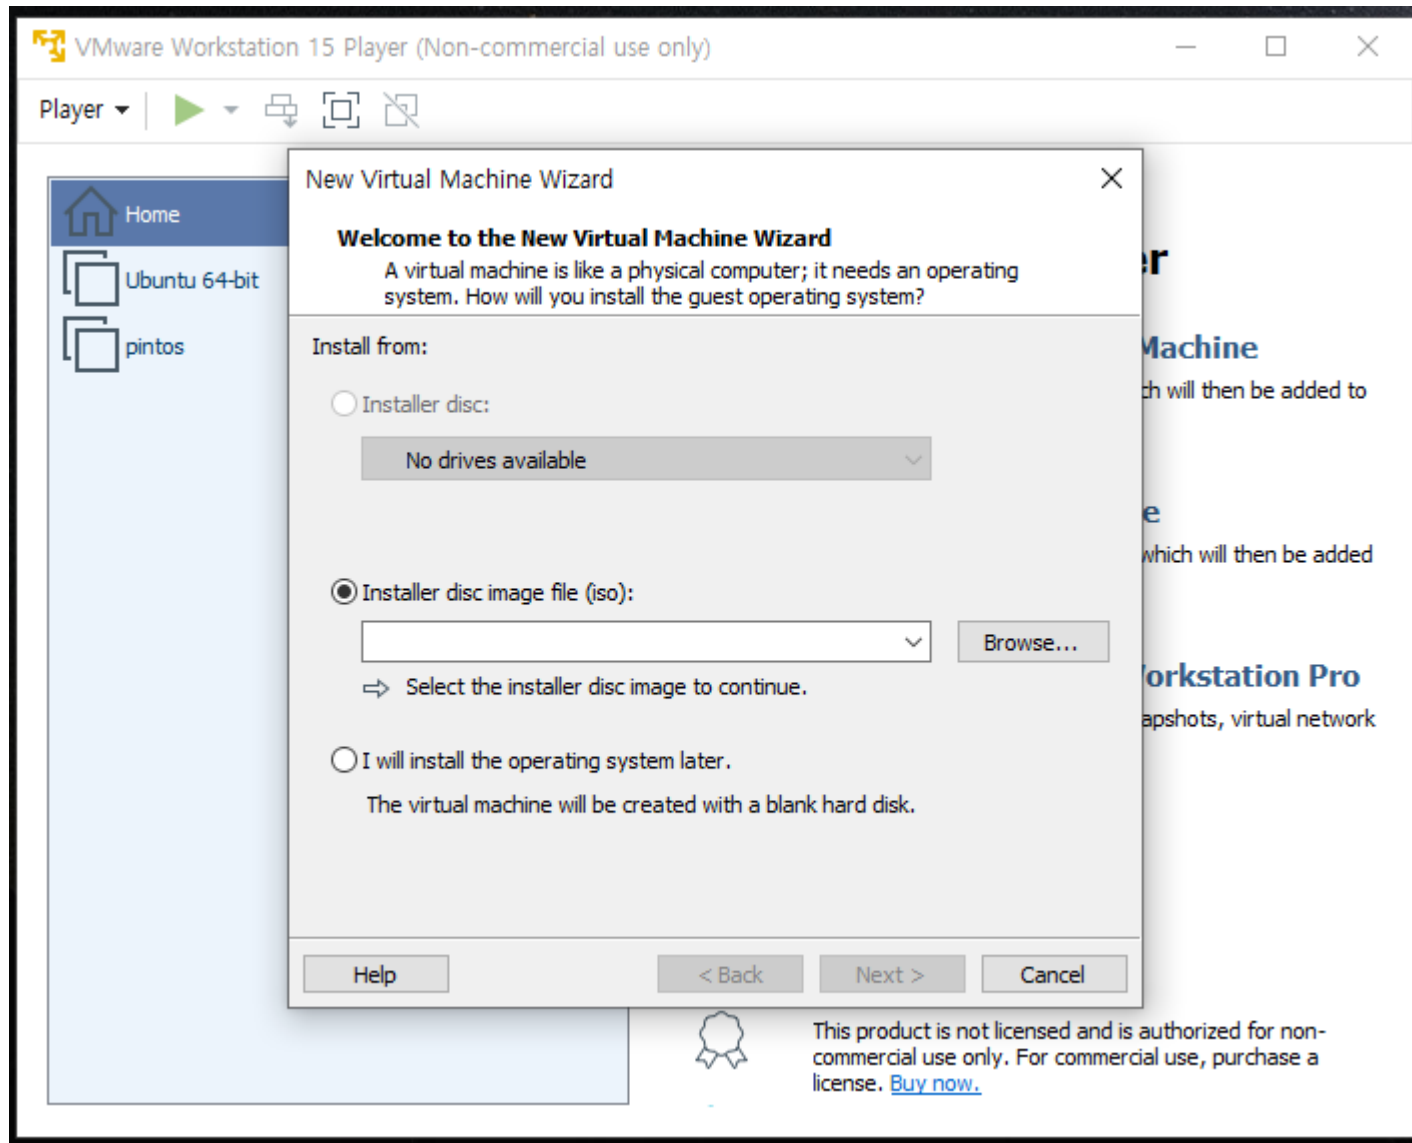 VMware Workstation 15 Player (Non-commercial use only)
Player
Home
Ubuntu 64-bit
pintos
New Virtual Machine Wizard
Welcome to the New Virtual Machine Wizard
A virtual machine is like a physical computer; it needs an operating
system. How will you install the guest operating system?
Install from:
Installer disc:
No drives available
Installer disc image file (iso):
Browse...
Select the installer disc image to continue.
I will install the operating system later.
The virtual machine will be created with a blank hard disk.
Help
< Back
Next >
Cancel
er
Machine
ch will then be added to
e
which will then be added
orkstation Pro
apshots, virtual network
This product is not licensed and is authorized for non-
commercial use only. For commercial use, purchase a
license. Buy now.